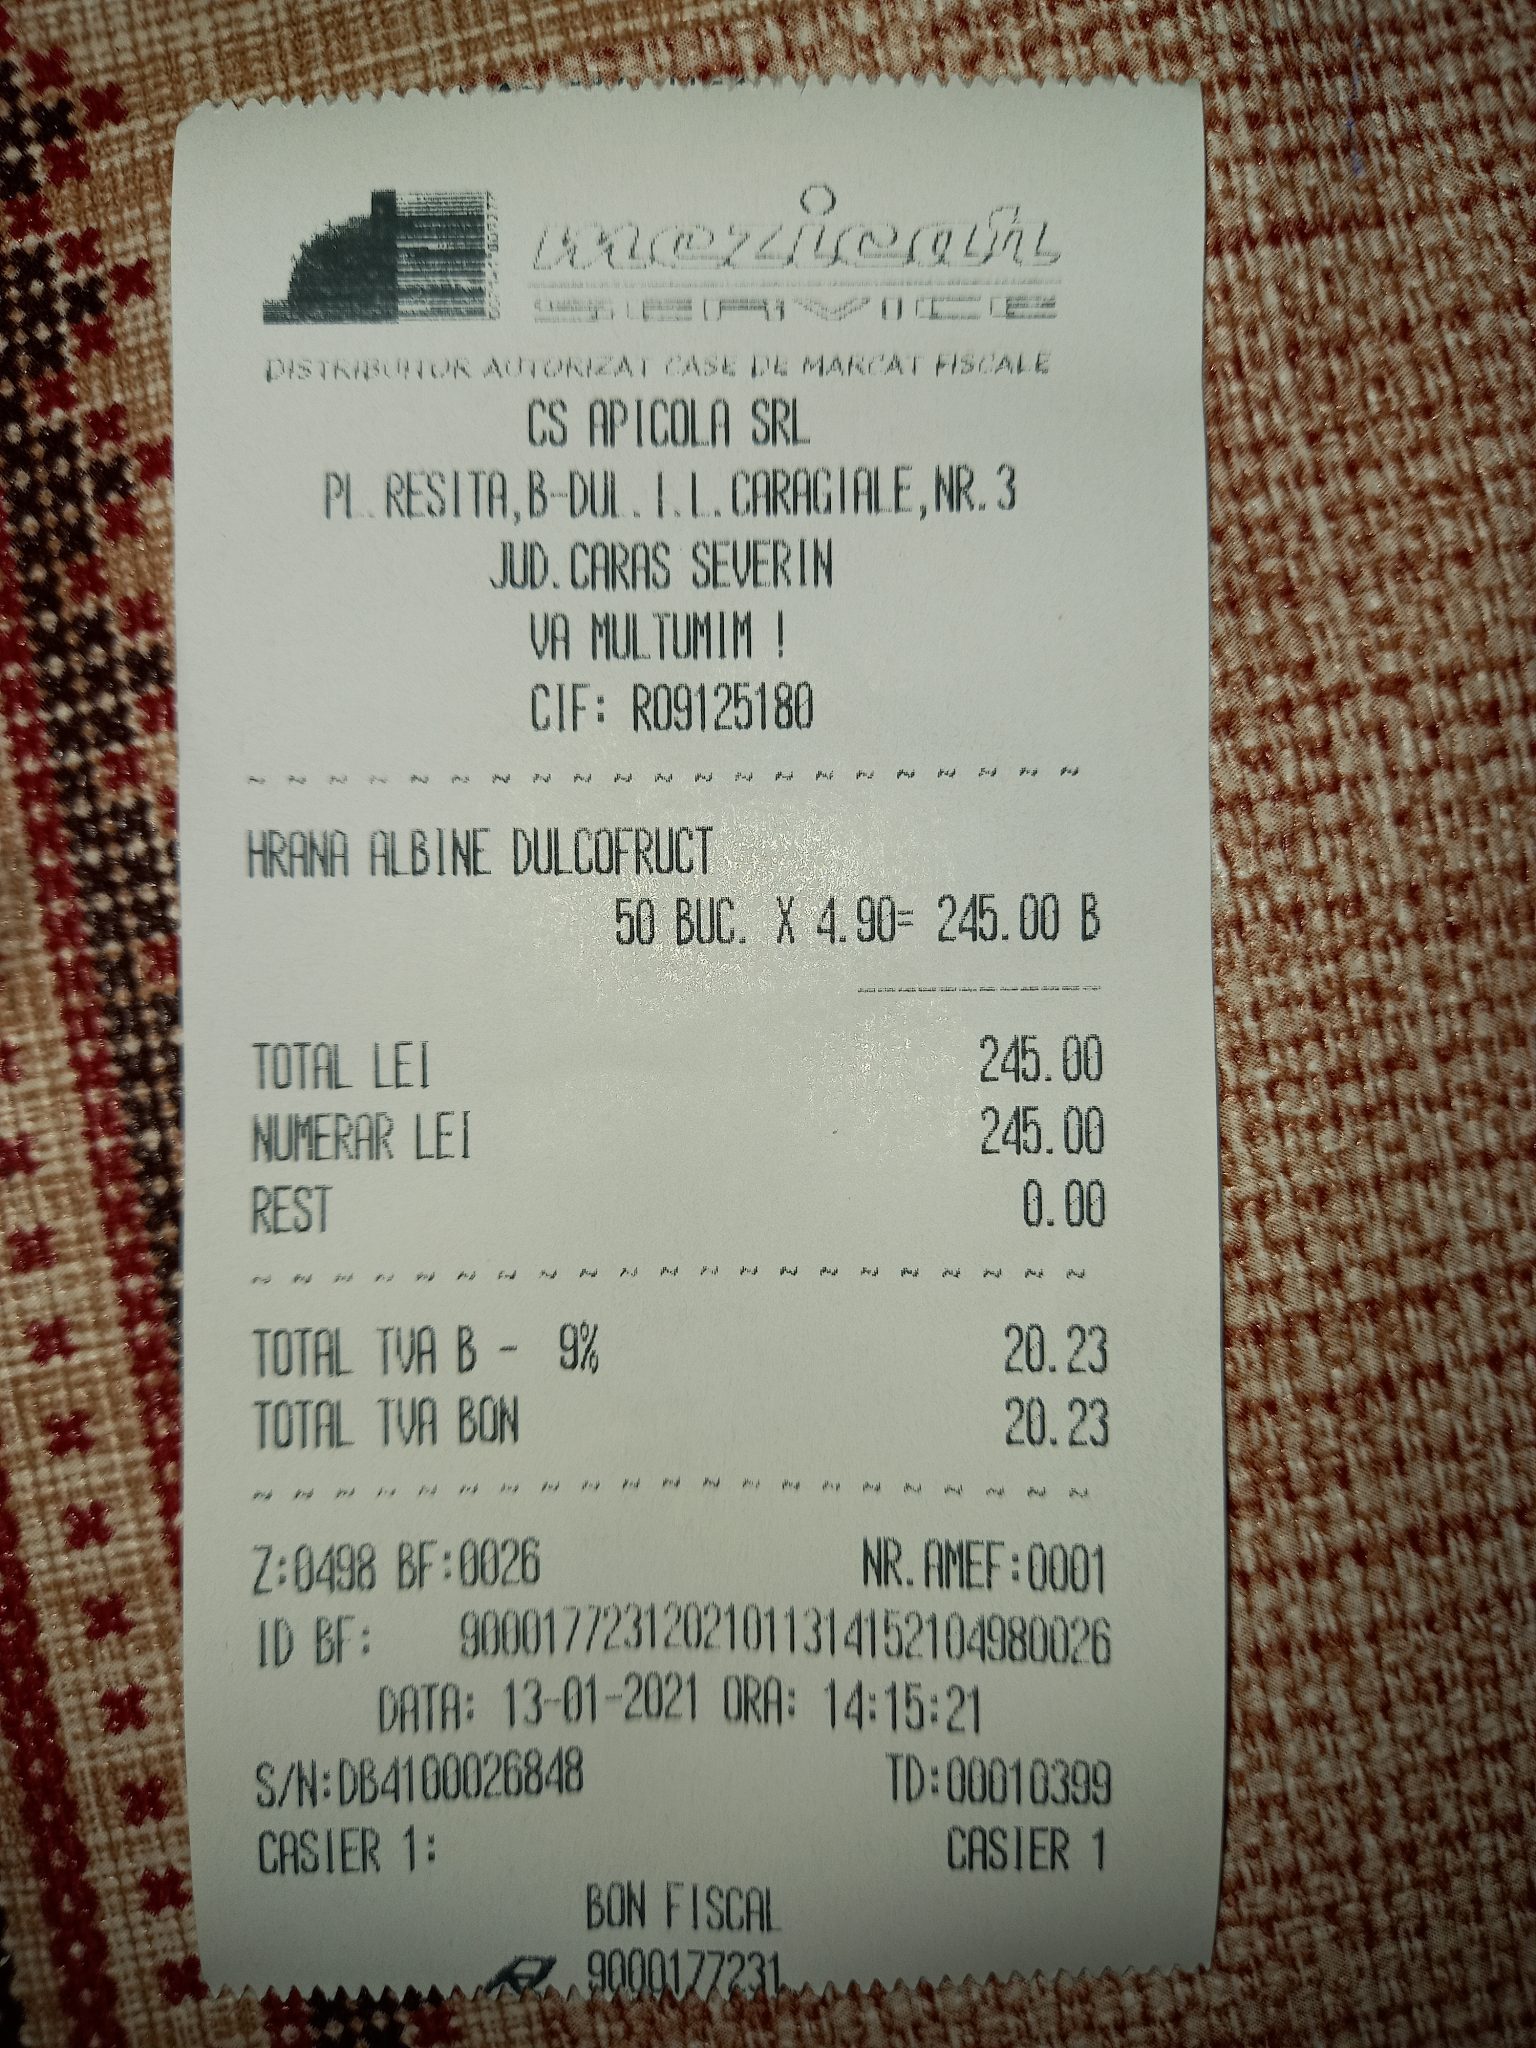 mezicah
SERVICE
DISTRIBUITOR AUTORIZAT CASE DE MARCAT FISCALE
CS APICOLA SRL
PL.RESITA,B-DUL.I.L.CARAGIALE,NR.3
JUD.CARAS SEVERIN
VA MULTUMIM !
CIF: RO9125180
~ ~ ~ ~ ~ ~ ~ ~ ~ ~ ~ ~ ~ ~ ~ ~ ~ ~ ~ ~ ~
HRANA ALBINE DULCOFRUCT
50 BUC. X 4.90= 245.00 B
TOTAL LEI 245.00
NUMERAR LEI 245.00
REST 0.00
~ ~ ~ ~ ~ ~ ~ ~ ~ ~ ~ ~ ~ ~ ~ ~ ~ ~ ~ ~ ~
TOTAL TVA B - 9% 20.23
TOTAL TVA BON 20.23
~ ~ ~ ~ ~ ~ ~ ~ ~ ~ ~ ~ ~ ~ ~ ~ ~ ~ ~ ~ ~
Z:0498 BF:0026 NR.AMEF:0001
ID BF: 90001772312021011314152104980026
DATA: 13-01-2021 ORA: 14:15:21
S/N:DB4100026848 TD:00010399
CASIER 1: CASIER 1
BON FISCAL
9000177231